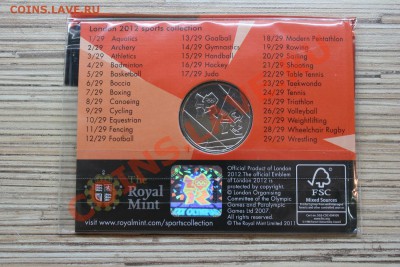 COINS.LAY.RU
London 2012 sports collection
1/29 Aquatics
2/29 Archery
3/29 Athletics
4/29 Badminton
5/29 Basketball
6/29 Boccia
7/29 Boxing
8/29 Canoeing
9/29 Cycling
10/29 Equestrian
11/29 Fencing
12/29 Football
13/29 Goalball
14/29 Gymnastics
15/29 Handball
16/29 Hockey
17/29 Judo
18/29 Modern Pentathlon
19/29 Rowing
20/29 Sailing
21/29 Shooting
22/29 Table Tennis
23/29 Taekwondo
24/29 Tennis
25/29 Triathlon
26/29 Volleyball
27/29 Weightlifting
28/29 Wheelchair Rugby
29/29 Wrestling
The
Royal
Mint
visit www.royalmint.com/sportscollection
Official Product of London
2012 The official Emblem
of London 2012 is
protected by copyright.
© London Organising
Committee of the Olympic
Games and Paralympic
Games Ltd 2007
All rights reserved.
© The Royal Mint Limited 2011
FSC
Mixed Sources